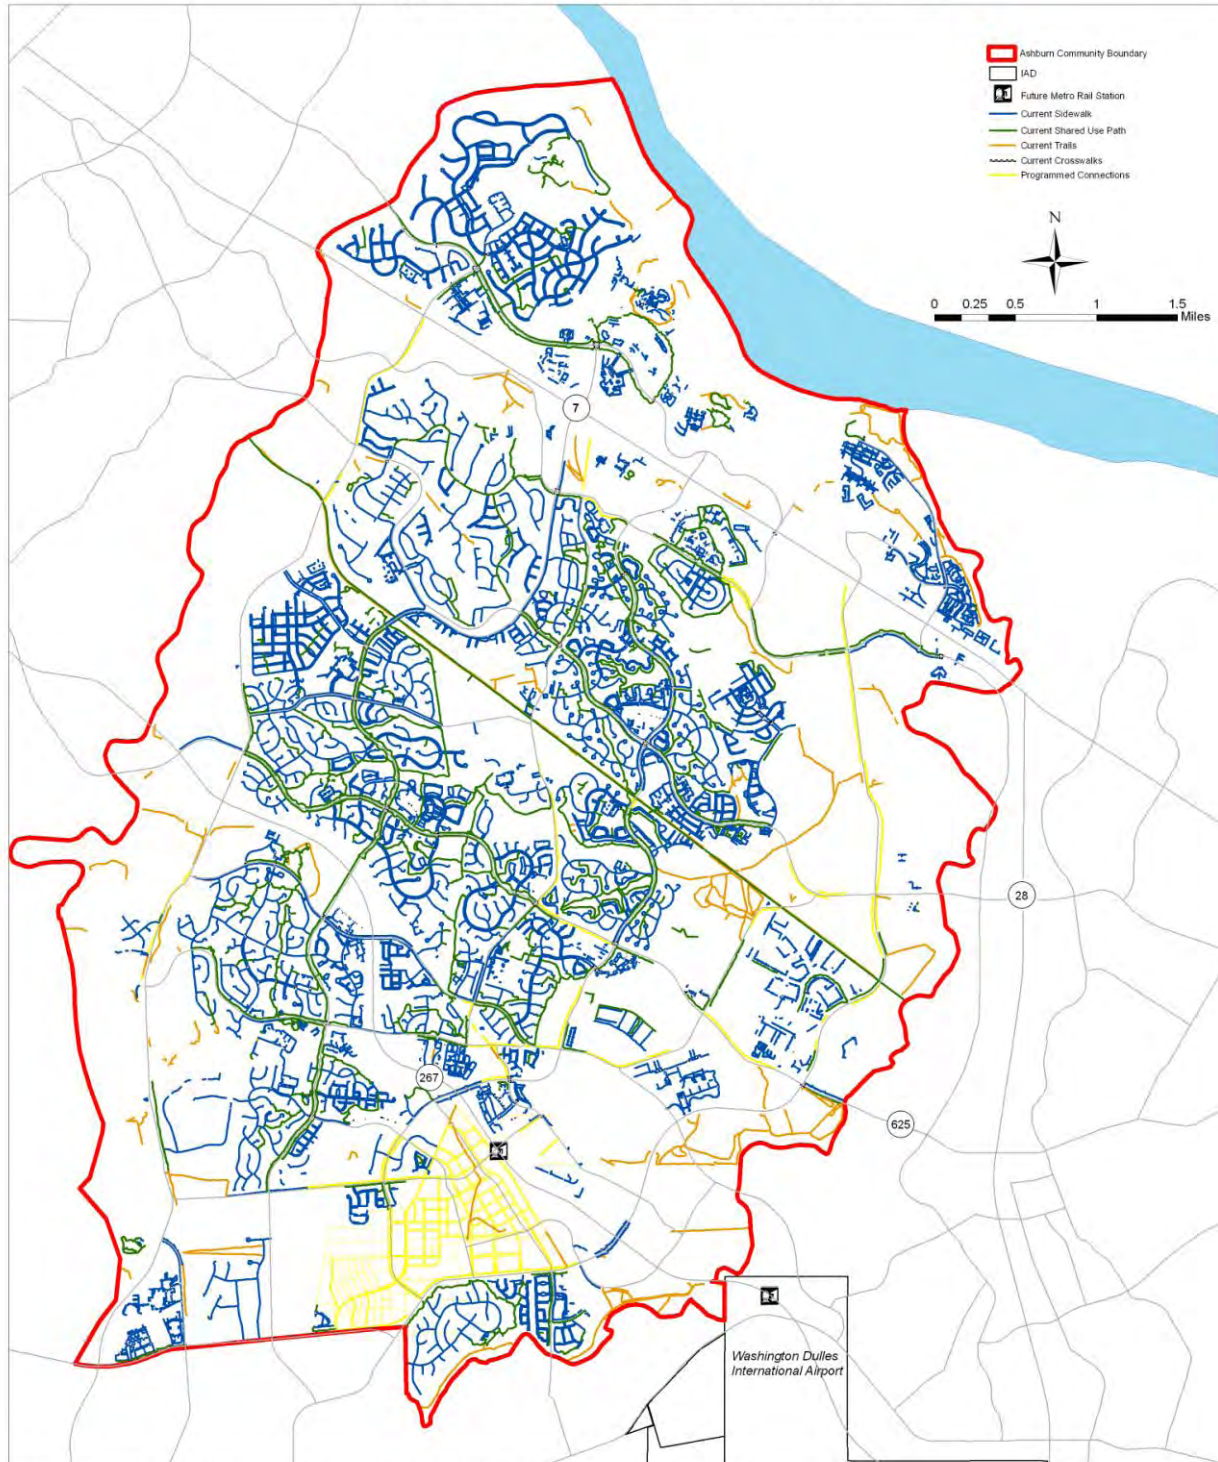 Ashburn Community Boundary
IAD
Future Metro Rail Station
Current Sidewalk
Current Shared Use Path
Current Trails
Current Crosswalks
Programmed Connections
N
0 0.25 0.5 1 1.5
Miles
7
28
267
625
Washington Dulles
International Airport